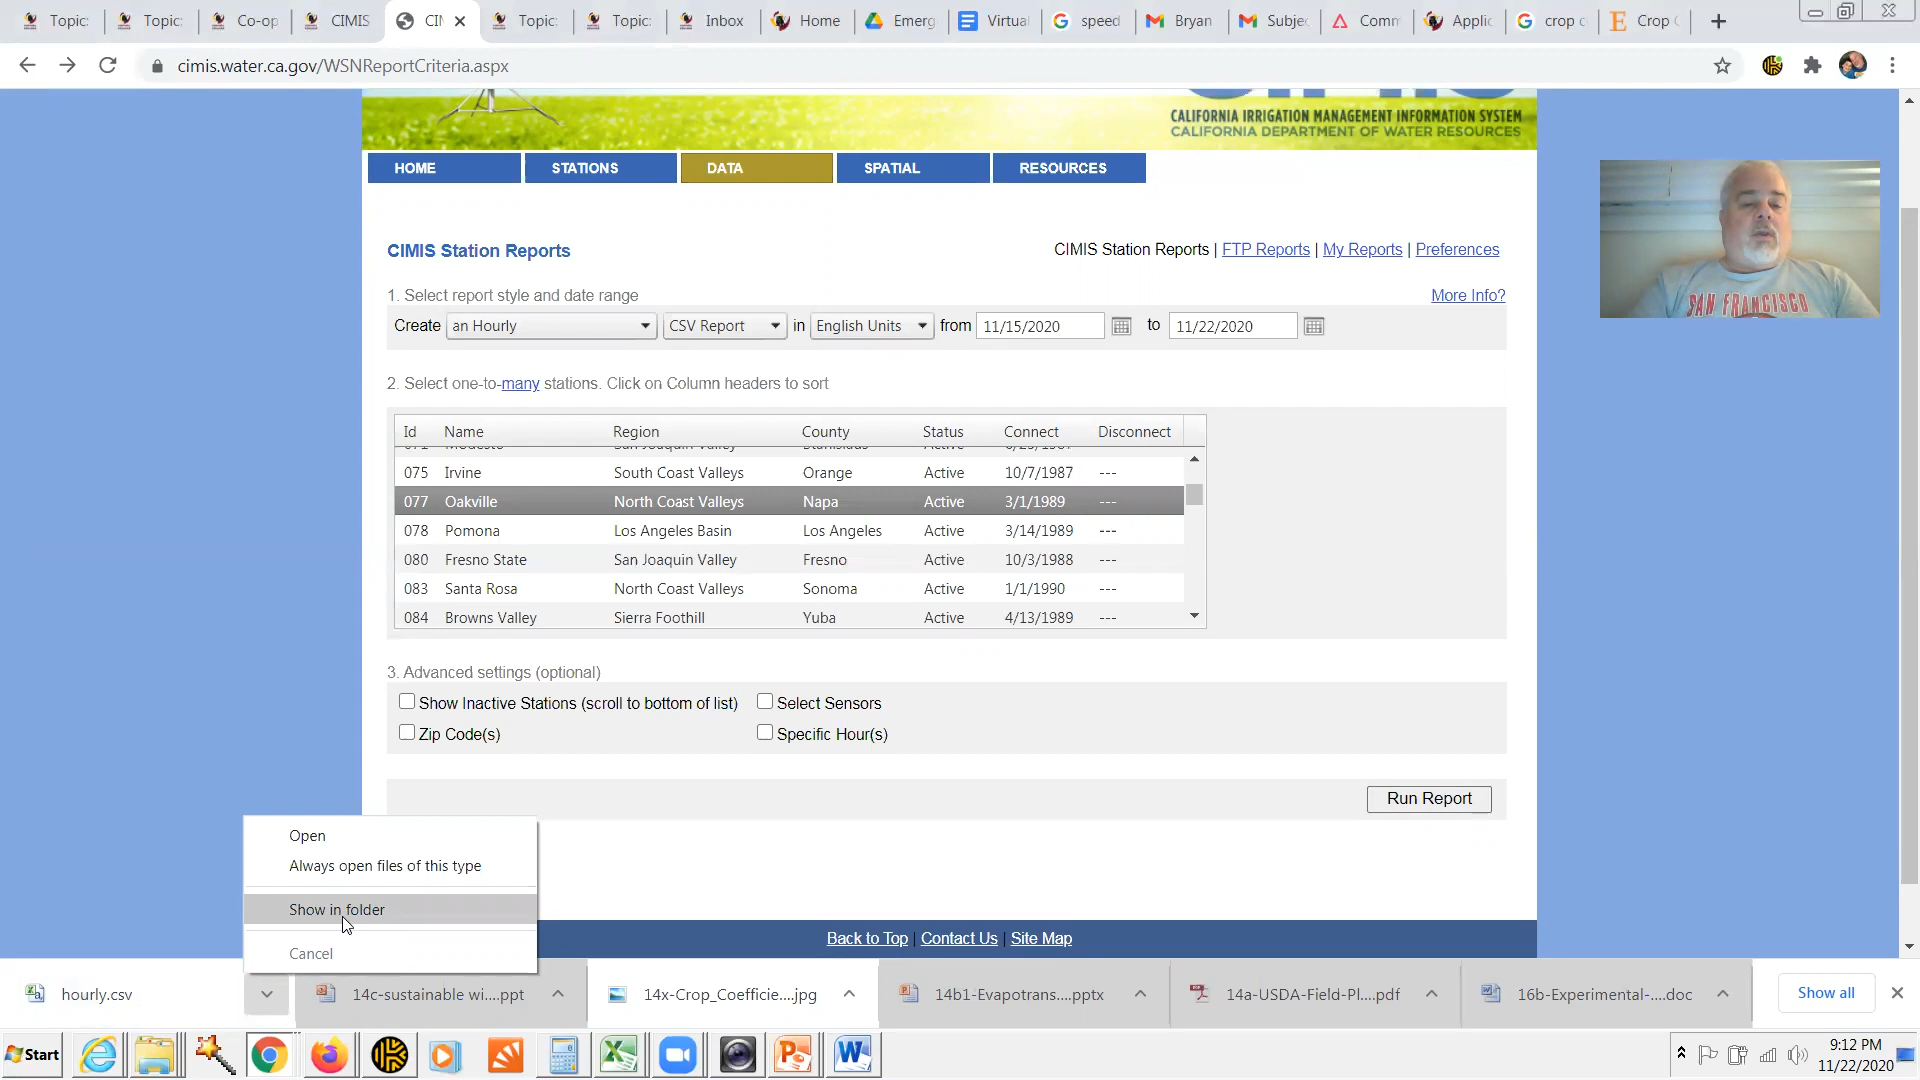 Topic:
Topic:
Co-op
CIMIS
CIM
Topic:
Topic:
Inbox
Home
Emerg
Virtual
speed
Bryan
Subjec
Comm
Applic
crop c
Crop C
cimis.water.ca.gov/WSNReportCriteria.aspx
CALIFORNIA IRRIGATION MANAGEMENT INFORMATION SYSTEM
CALIFORNIA DEPARTMENT OF WATER RESOURCES
HOME STATIONS DATA SPATIAL RESOURCES
CIMIS Station Reports
CIMIS Station Reports | FTP Reports | My Reports | Preferences
1. Select report style and date range
More Info?
Create an Hourly CSV Report in English Units from 11/15/2020 to 11/22/2020
2. Select one-to-many stations. Click on Column headers to sort
Id Name Region County Status Connect Disconnect
075 Irvine South Coast Valleys Orange Active 10/7/1987 ---
077 Oakville North Coast Valleys Napa Active 3/1/1989 ---
078 Pomona Los Angeles Basin Los Angeles Active 3/14/1989 ---
080 Fresno State San Joaquin Valley Fresno Active 10/3/1988 ---
083 Santa Rosa North Coast Valleys Sonoma Active 1/1/1990 ---
084 Browns Valley Sierra Foothill Yuba Active 4/13/1989 ---
3. Advanced settings (optional)
Show Inactive Stations (scroll to bottom of list) Select Sensors
Zip Code(s) Specific Hour(s)
Run Report
Open
Always open files of this type
Show in folder
Cancel
Back to Top | Contact Us | Site Map
hourly.csv
14c-sustainable wi....ppt
14x-Crop_Coefficie....jpg
14b1-Evapotrans....pptx
14a-USDA-Field-Pl....pdf
16b-Experimental-....doc
Show all
Start
9:12 PM
11/22/2020
SAN FRANCISCO